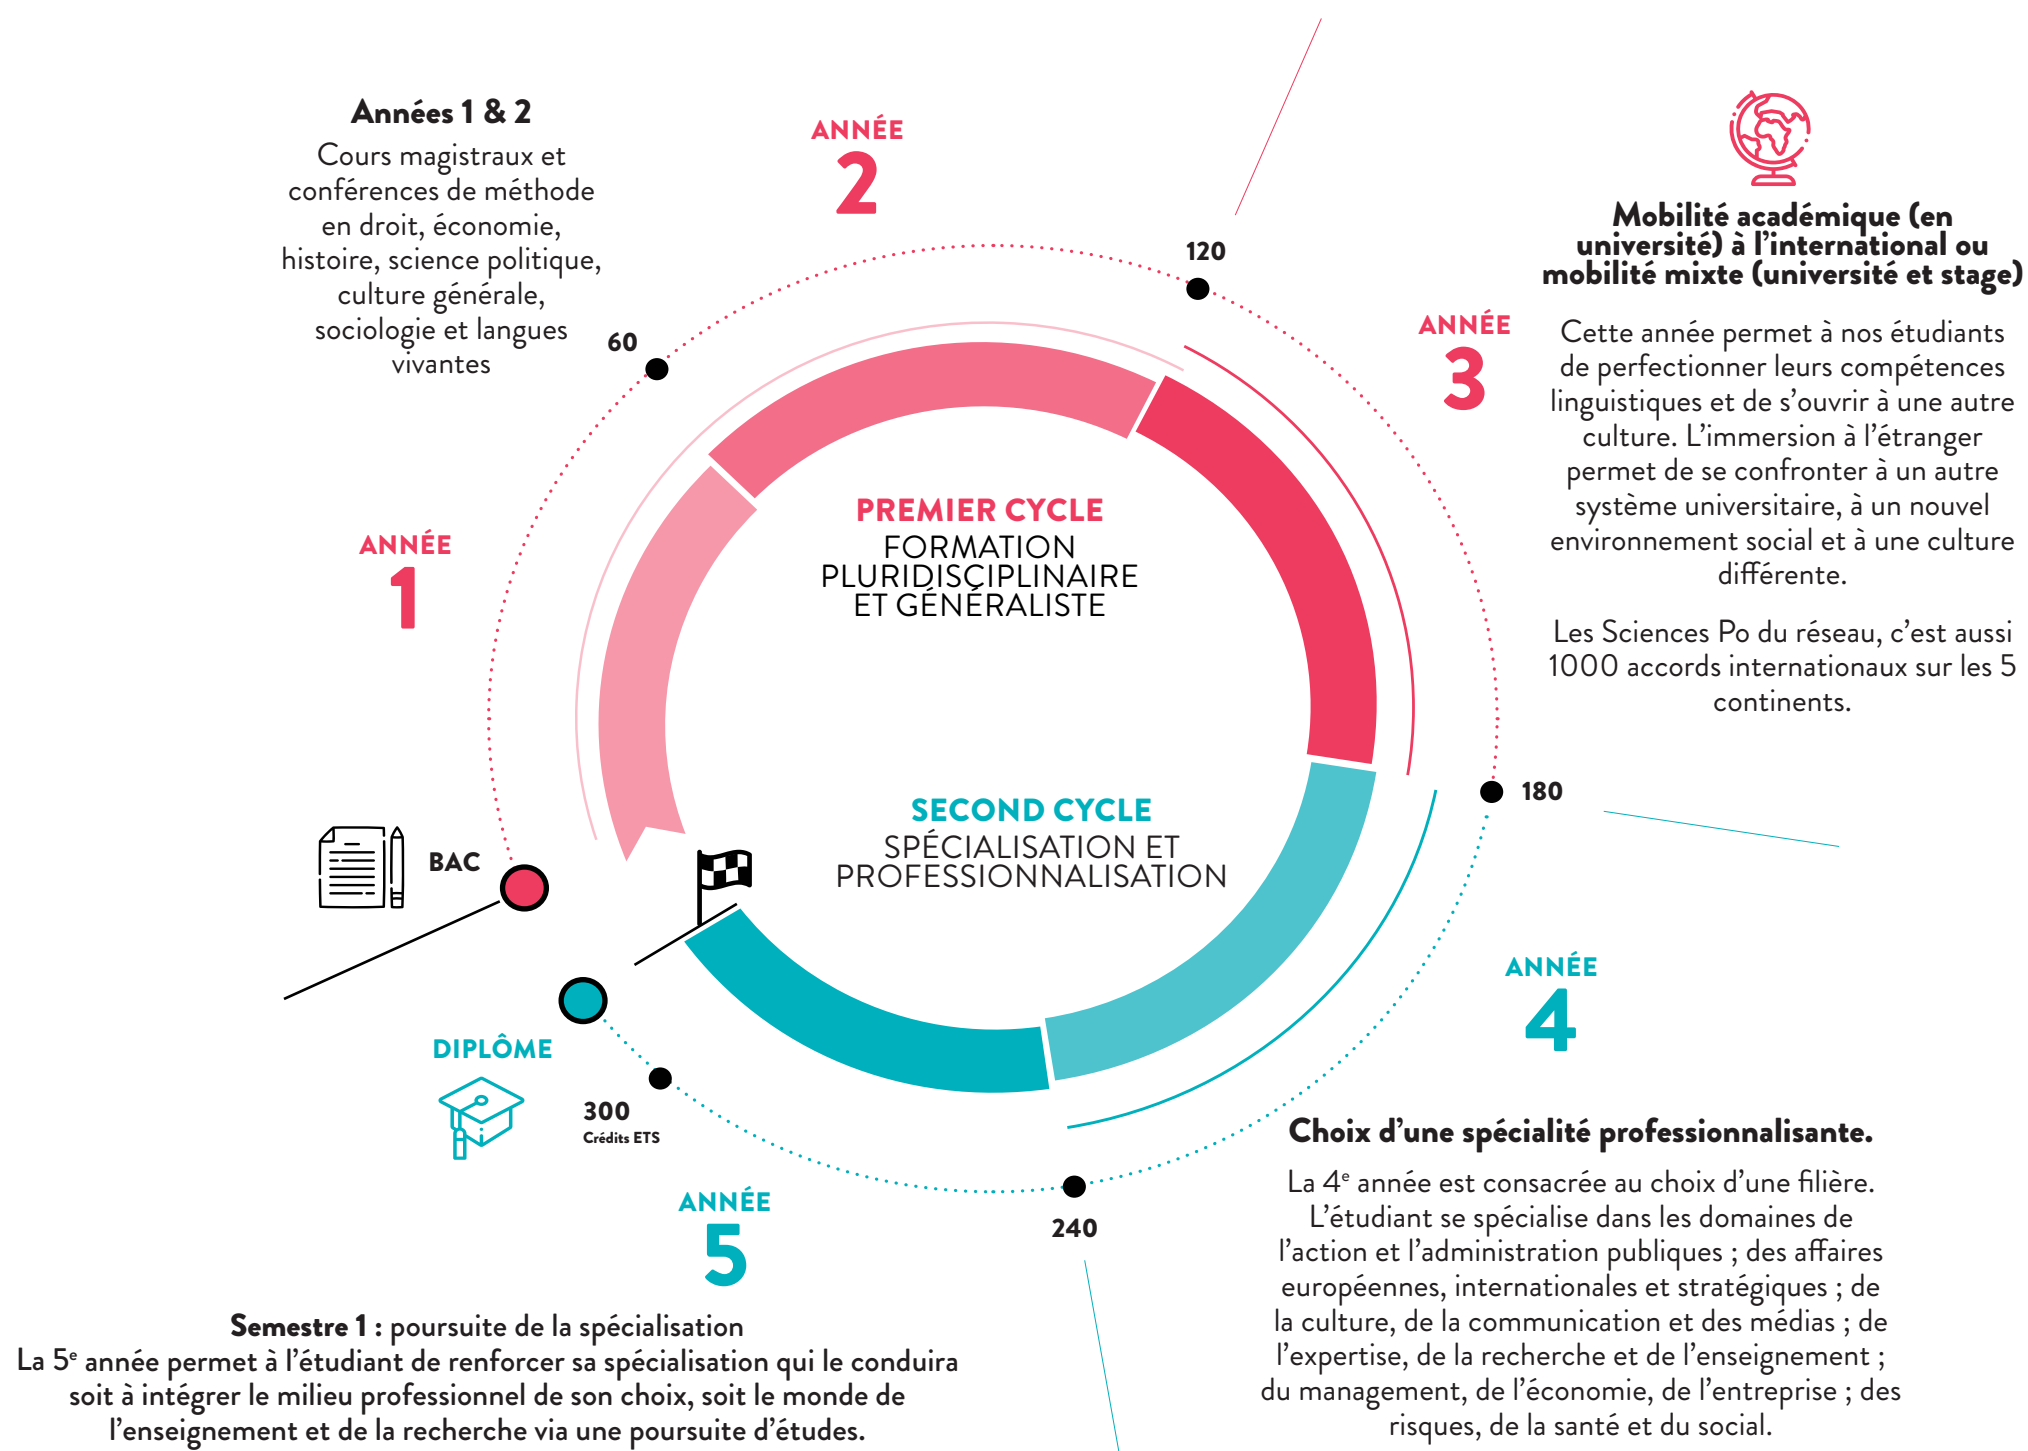 Années 1 & 2
Cours magistraux et
conférences de méthode
en droit, économie,
histoire, science politique,
culture générale,
sociologie et langues
vivantes
ANNÉE
1
60
ANNÉE
2
120
ANNÉE
3
Mobilité académique (en
université) à l’international ou
mobilité mixte (université et stage)
Cette année permet à nos étudiants
de perfectionner leurs compétences
linguistiques et de s’ouvrir à une autre
culture. L’immersion à l’étranger
permet de se confronter à un autre
système universitaire, à un nouvel
environnement social et à une culture
différente.
Les Sciences Po du réseau, c’est aussi
1000 accords internationaux sur les 5
continents.
PREMIER CYCLE
FORMATION
PLURIDISCIPLINAIRE
ET GÉNÉRALISTE
SECOND CYCLE
SPÉCIALISATION ET
PROFESSIONNALISATION
180
BAC
DIPLÔME
300
Crédits ETS
ANNÉE
4
Choix d’une spécialité professionnalisante.
La 4e année est consacrée au choix d’une filière.
L’étudiant se spécialise dans les domaines de
l’action et l’administration publiques ; des affaires
européennes, internationales et stratégiques ; de
la culture, de la communication et des médias ; de
l’expertise, de la recherche et de l’enseignement ;
du management, de l’économie, de l’entreprise ; des
risques, de la santé et du social.
240
ANNÉE
5
Semestre 1 : poursuite de la spécialisation
La 5e année permet à l’étudiant de renforcer sa spécialisation qui le conduira
soit à intégrer le milieu professionnel de son choix, soit le monde de
l’enseignement et de la recherche via une poursuite d’études.